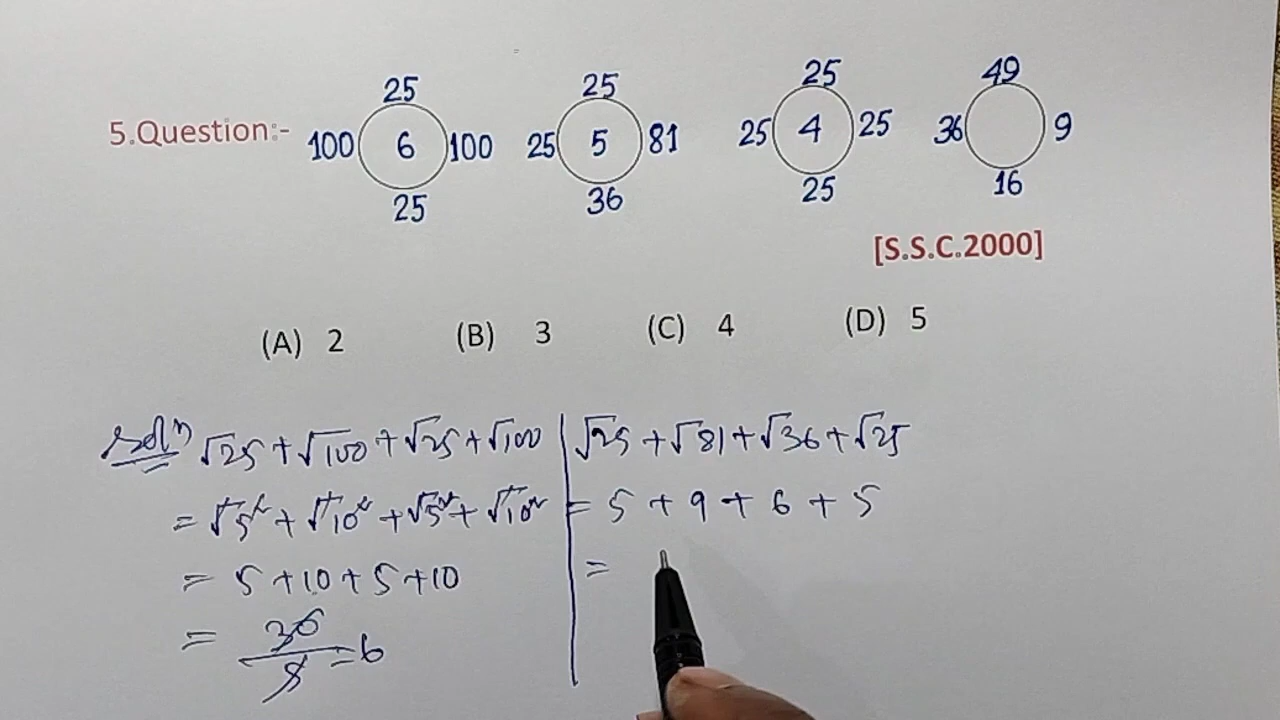 25 25 25 49
5.Question:- 100 6 100 25 5 81 25 4 25 36 9
25 36 25 16
[S.S.C.2000]
(A) 2 (B) 3 (C) 4 (D) 5
Solⁿ √25 + √100 + √25 + √100 √25 + √81 + √36 + √25
= √5² + √10² + √5² + √10² = 5 + 9 + 6 + 5
= 5 + 10 + 5 + 10 =
= 30/5 = 6